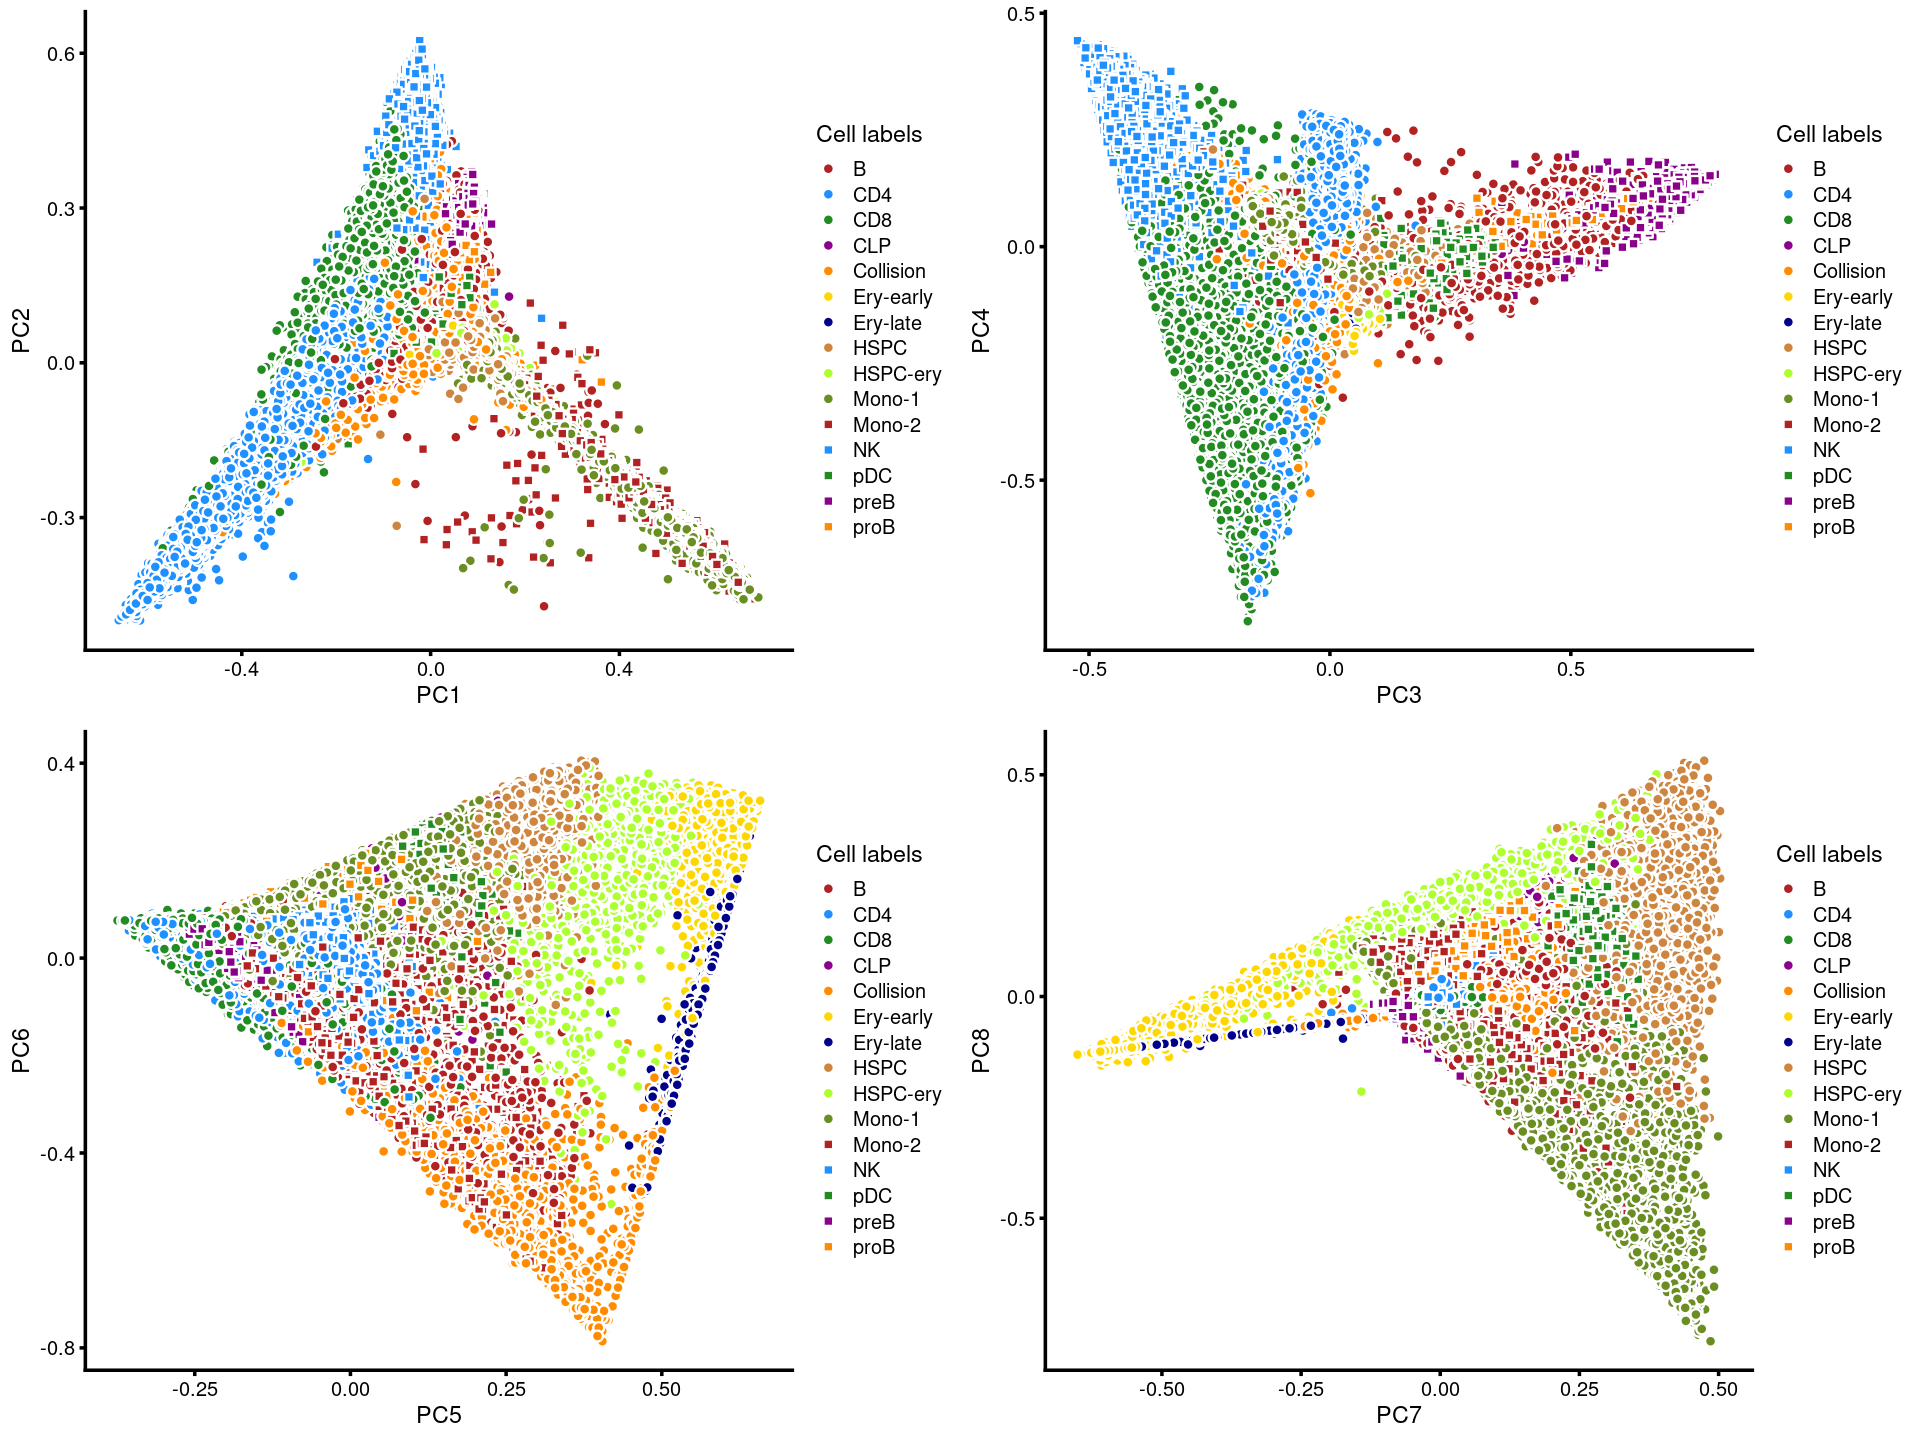 PC2
0.6
0.3
0.0
-0.3
-0.4
0.0
0.4
PC1
Cell labels
B
CD4
CD8
CLP
Collision
Ery-early
Ery-late
HSPC
HSPC-ery
Mono-1
Mono-2
NK
pDC
preB
proB
PC4
0.5
0.0
-0.5
-0.5
0.0
0.5
PC3
Cell labels
B
CD4
CD8
CLP
Collision
Ery-early
Ery-late
HSPC
HSPC-ery
Mono-1
Mono-2
NK
pDC
preB
proB
PC6
0.4
0.0
-0.4
-0.8
-0.25
0.00
0.25
0.50
PC5
Cell labels
B
CD4
CD8
CLP
Collision
Ery-early
Ery-late
HSPC
HSPC-ery
Mono-1
Mono-2
NK
pDC
preB
proB
PC8
0.5
0.0
-0.5
-0.50
-0.25
0.00
0.25
0.50
PC7
Cell labels
B
CD4
CD8
CLP
Collision
Ery-early
Ery-late
HSPC
HSPC-ery
Mono-1
Mono-2
NK
pDC
preB
proB